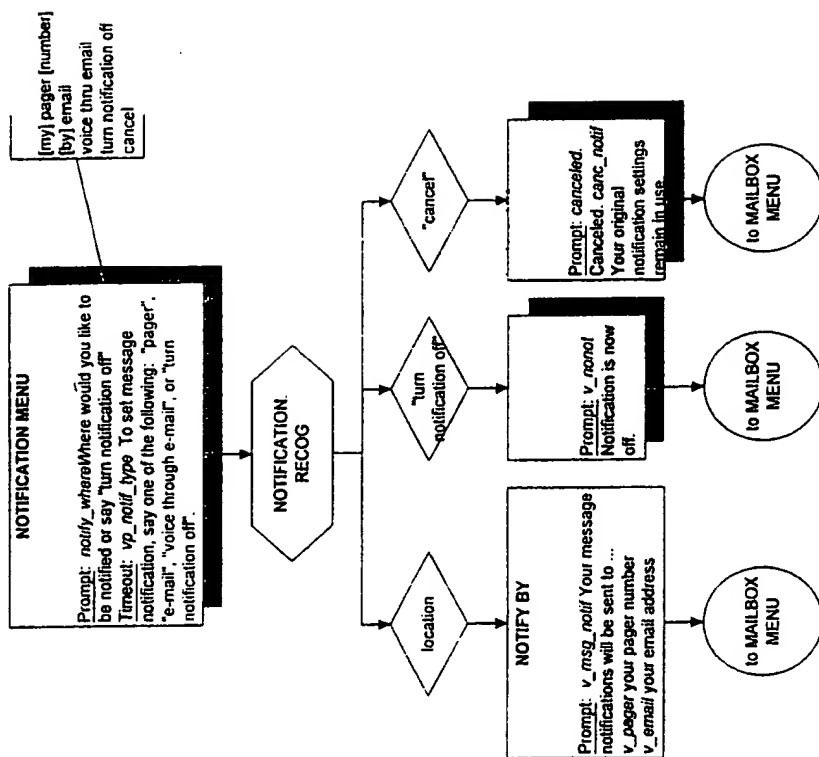 [my] pager [number]
[by] email
voice thru email
turn notification off
cancel
NOTIFICATION MENU
Prompt: notify_whereWhere would you like to
be notified or say "turn notification off"
Timeout: vp_notif_type To set message
notification, say one of the following: "pager",
"e-mail", "voice through e-mail", or "turn
notification off".
NOTIFICATION.
RECOG
location
"turn
notification off"
"cancel"
NOTIFY BY
Prompt: v_msg_notif Your message
notifications will be sent to ...
v_pager your pager number
v_email your email address
Prompt: v_nonot
Notification is now
off.
Prompt: canceled.
Canceled. canc_notif
Your original
notification settings
remain in use.
to MAILBOX
MENU
to MAILBOX
MENU
to MAILBOX
MENU